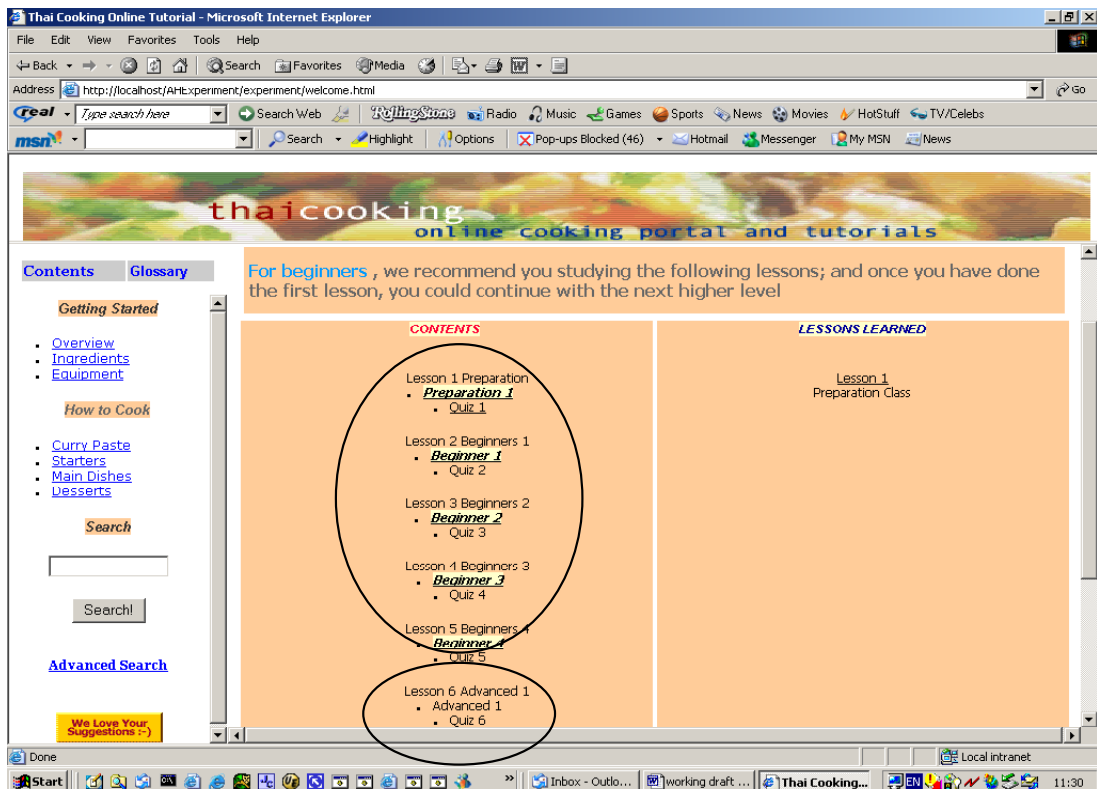 Thai Cooking Online Tutorial - Microsoft Internet Explorer
File Edit View Favorites Tools Help
Back Search Favorites Media
Address http://localhost/AHExperiment/experiment/welcome.html Go
real Type search here Search Web RollingStone Radio Music Games Sports News Movies HotStuff TV/Celebs
msn Search Highlight Options Pop-ups Blocked (46) Hotmail Messenger My MSN News
thaicooking
online cooking portal and tutorials
Contents Glossary
Getting Started
Overview
Ingredients
Equipment
How to Cook
Curry Paste
Starters
Main Dishes
Desserts
Search
Search!
Advanced Search
We Love Your
Suggestions :-)
For beginners , we recommend you studying the following lessons; and once you have done
the first lesson, you could continue with the next higher level
CONTENTS
Lesson 1 Preparation
Preparation 1
Quiz 1
Lesson 2 Beginners 1
Beginner 1
Quiz 2
Lesson 3 Beginners 2
Beginner 2
Quiz 3
Lesson 4 Beginners 3
Beginner 3
Quiz 4
Lesson 5 Beginners 4
Beginner 4
Quiz 5
Lesson 6 Advanced 1
Advanced 1
Quiz 6
LESSONS LEARNED
Lesson 1
Preparation Class
Done Local intranet
Start » Inbox - Outlo... working draft ... Thai Cooking... EN 11:30